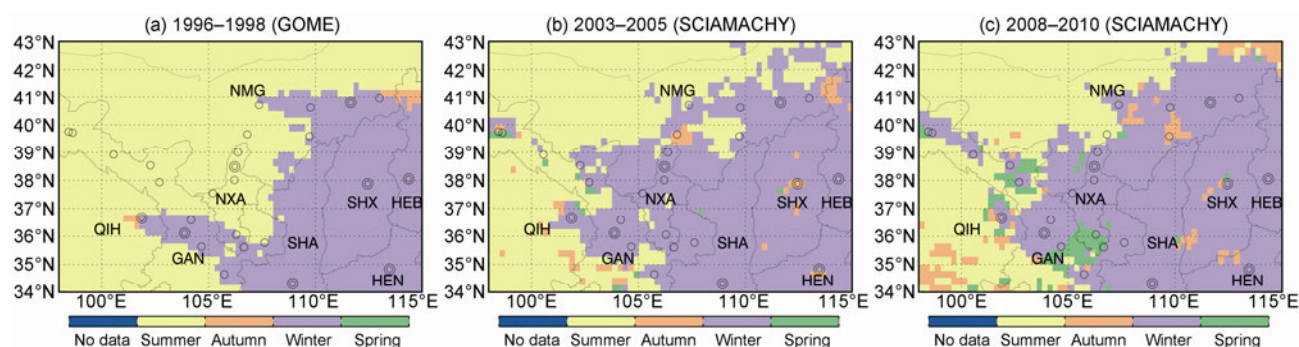 (a) 1996–1998 (GOME)
43°N
42°N
41°N
40°N
39°N
38°N
37°N
36°N
35°N
34°N
NMG
NXA
SHX
HEB
QIH
SHA
GAN
HEN
100°E
105°E
110°E
115°E
No data
Summer
Autumn
Winter
Spring
(b) 2003–2005 (SCIAMACHY)
43°N
42°N
41°N
40°N
39°N
38°N
37°N
36°N
35°N
34°N
NMG
NXA
SHX
HEB
QIH
SHA
GAN
HEN
100°E
105°E
110°E
115°E
No data
Summer
Autumn
Winter
Spring
(c) 2008–2010 (SCIAMACHY)
43°N
42°N
41°N
40°N
39°N
38°N
37°N
36°N
35°N
34°N
NMG
NXA
SHX
HEB
QIH
SHA
GAN
HEN
100°E
105°E
110°E
115°E
No data
Summer
Autumn
Winter
Spring